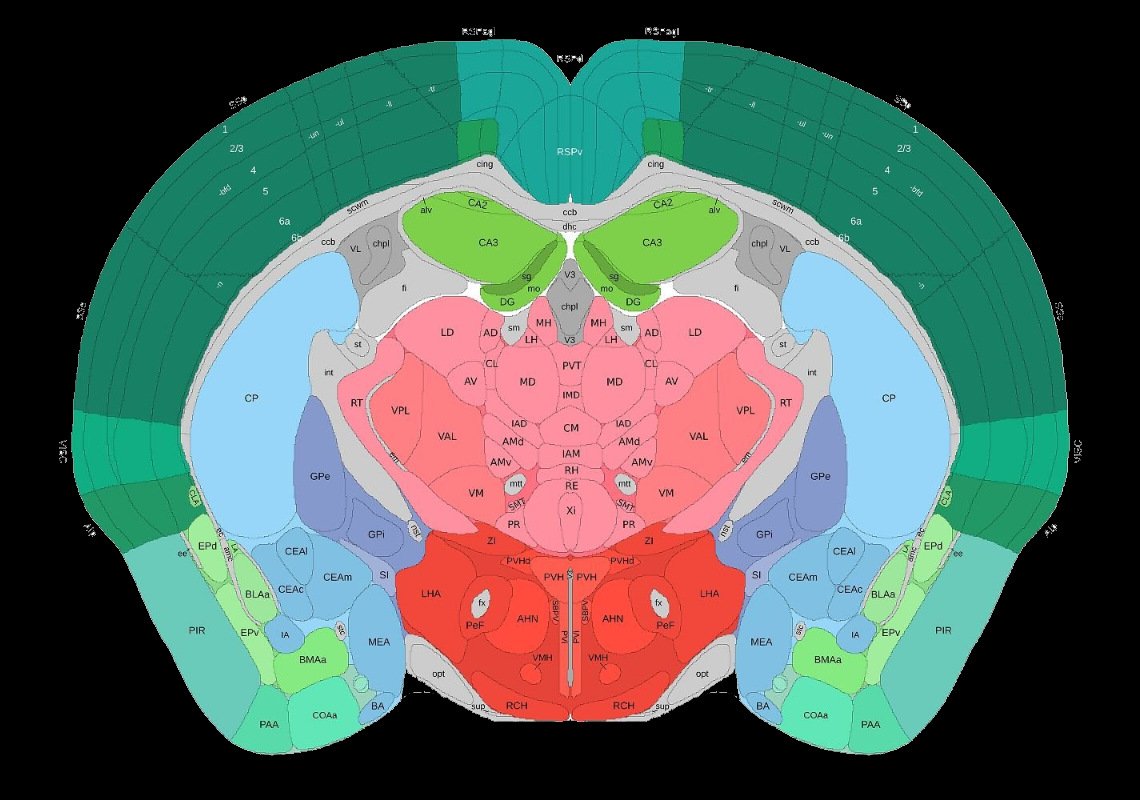 RSPagl RSPagl
RSPd
SSp SSp
-tr -tr
-ll -ll
-ul -ul
-un -un
1 1
2/3 2/3
4 4
5 5
-bfd -bfd
6a 6a
6b 6b
-n -n
RSPv
cing cing
scwm scwm
ccb ccb ccb
dhc
alv CA2 CA2 alv
VL chpl chpl VL
CA3 CA3
fi fi
sg sg
mo mo
DG DG
V3
chpl
V3
LD AD sm MH MH sm AD LD
LH LH
st st
int int
CL CL
PVT
AV MD MD AV
IMD
CP CP
RT VPL VPL RT
IAD IAD
CM
VAL AMd AMd VAL
IAM
em AMv AMv em
RH
GPe mtt RE mtt GPe
VM VM
SMT SMT
Xi
PR PR
CLA CLA
AIp
nst nst
GPi ZI ZI GPi
EPd EPd
ec
LA LA
amc amc
ee ee
CEAl CEAl
PVHd PVHd
CEAm SI PVH PVH SI CEAm
CEAc CEAc
BLAa LHA LHA BLAa
fx fx
SBPV SBPV
AHN AHN
PeF PeF
PIR EPv IA PVi PVi IA EPv PIR
MEA MEA
BMAa BMAa
VMH VMH
opt opt
BA BA
sup RCH RCH sup
COAa COAa
PAA PAA